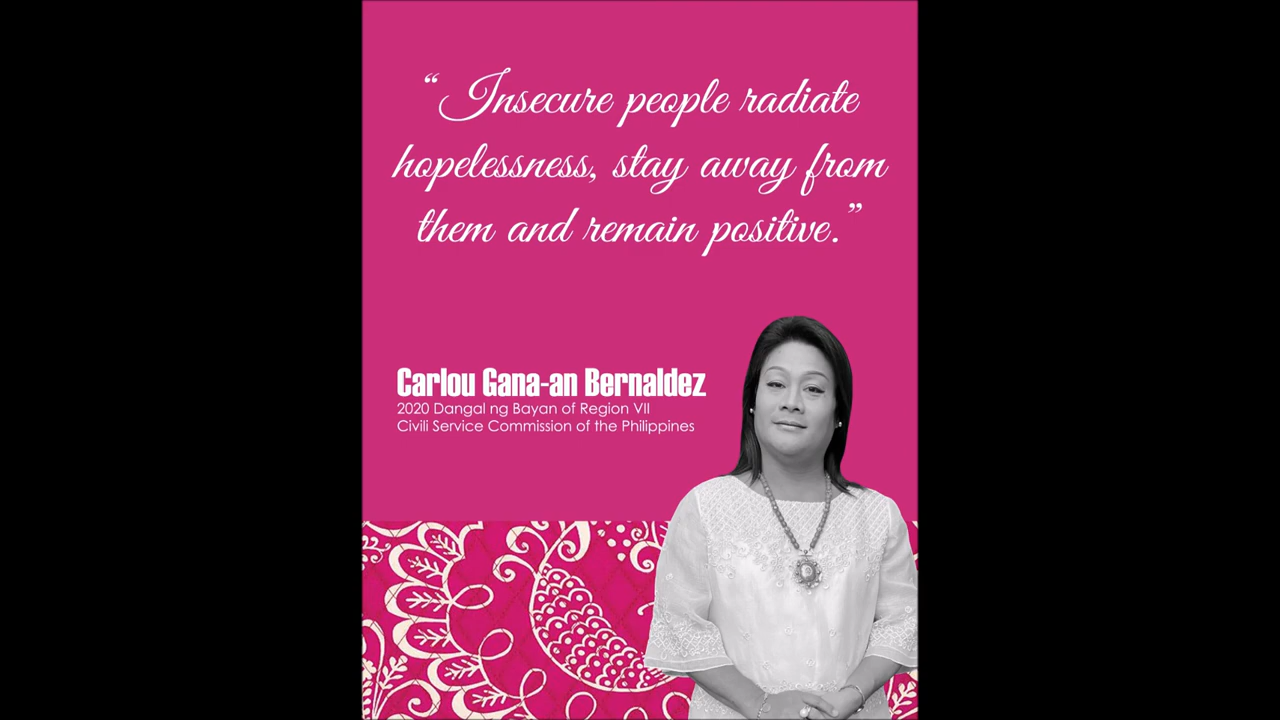 “Insecure people radiate
hopelessness, stay away from
them and remain positive.”
Carlou Gana-an Bernaldez
2020 Dangal ng Bayan of Region VII
Civili Service Commission of the Philippines